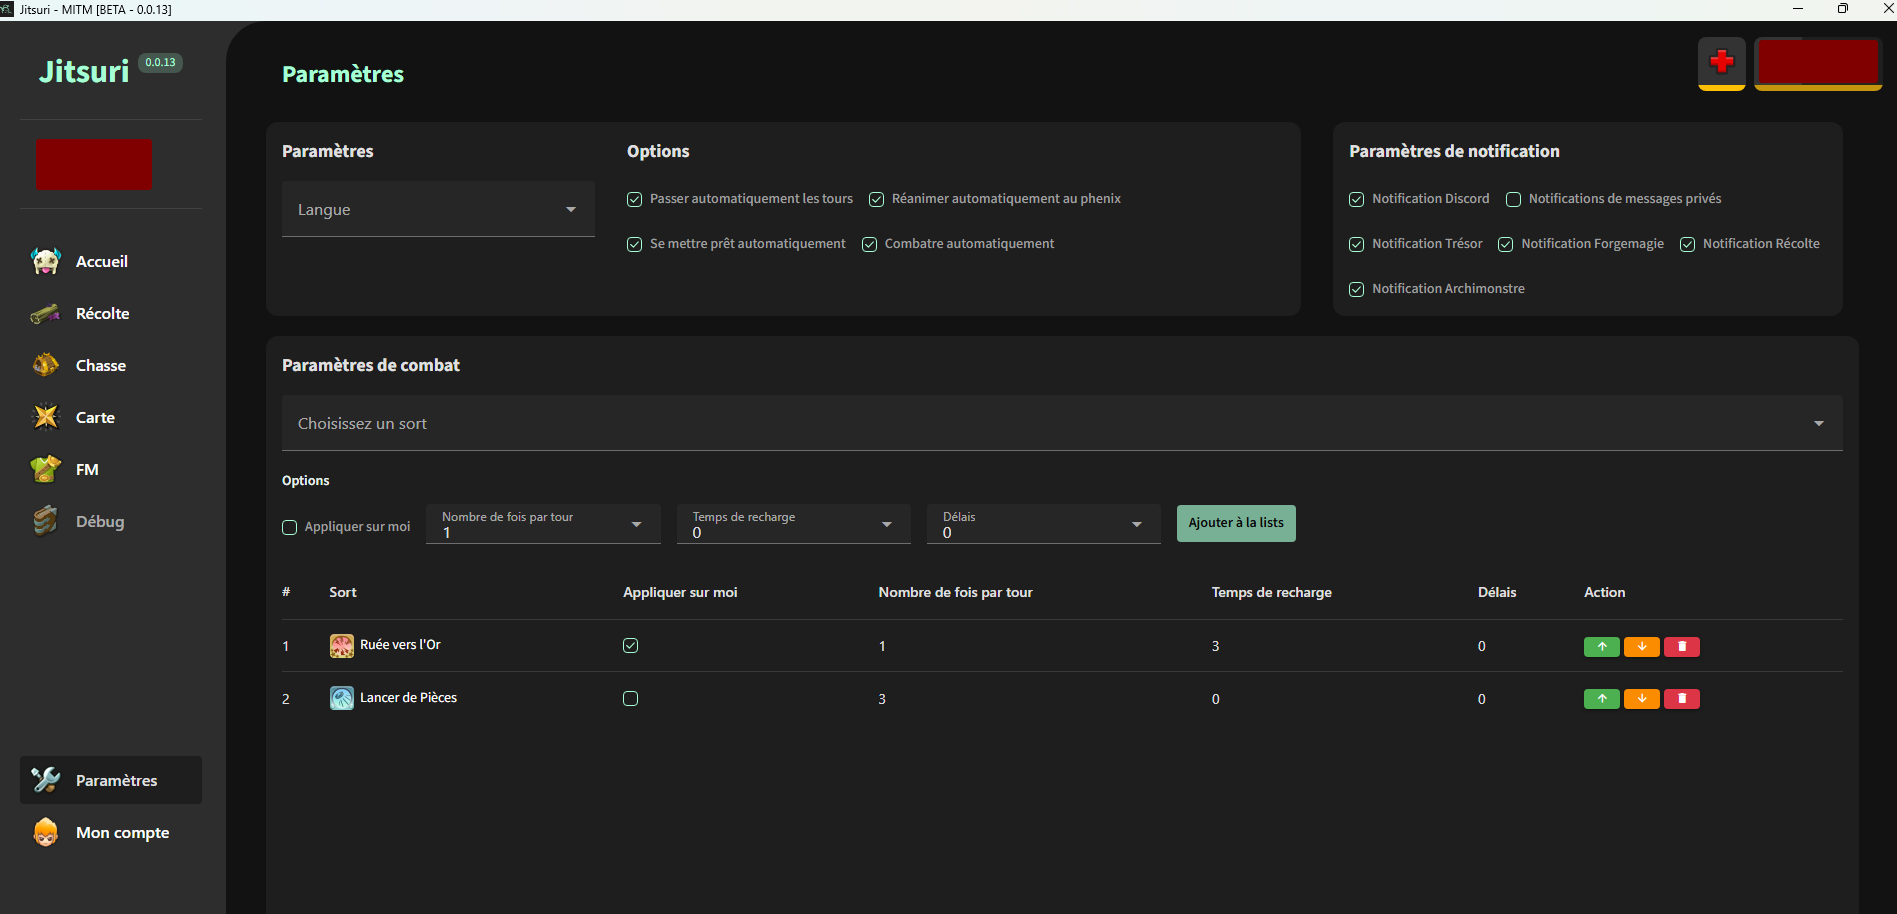 Jitsuri - MITM [BETA - 0.0.13]
Jitsuri 0.0.13
Accueil
Récolte
Chasse
Carte
FM
Débug
Paramètres
Mon compte
Paramètres
Paramètres
Langue
Options
Passer automatiquement les tours Réanimer automatiquement au phenix
Se mettre prêt automatiquement Combatre automatiquement
Paramètres de notification
Notification Discord Notifications de messages privés
Notification Trésor Notification Forgemagie Notification Récolte
Notification Archimonstre
Paramètres de combat
Choisissez un sort
Options
Appliquer sur moi
Nombre de fois par tour
1
Temps de recharge
0
Délais
0
Ajouter à la lists
# Sort Appliquer sur moi Nombre de fois par tour Temps de recharge Délais Action
1 Ruée vers l'Or 1 3 0
2 Lancer de Pièces 3 0 0